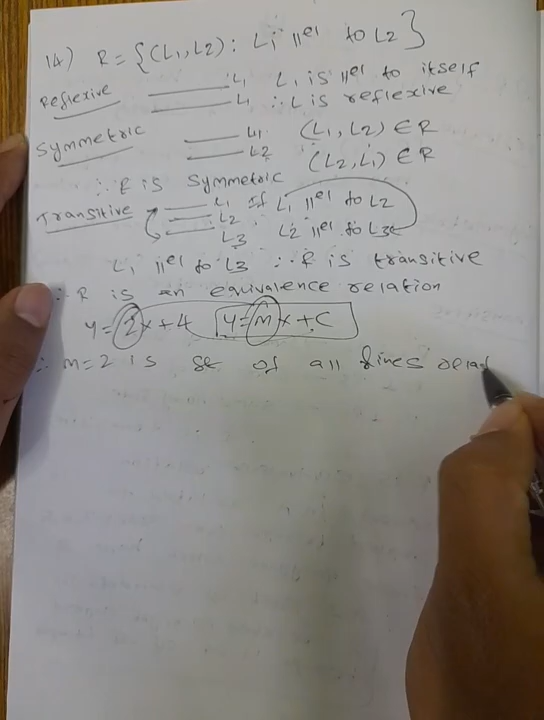 14) R = {(L1, L2) : L1 ||el to L2}
Reflexive L1 L1 is ||el to itself
L1 ∴ L is reflexive
Symmetric L1 (L1, L2) ∈ R
L2 (L2, L1) ∈ R
∴ R is Symmetric
Transitive L1 If L1 ||el to L2
L2 L2 ||el to L3
L3
L1 ||el to L3 ∴ R is transitive
∴ R is an equivalence relation
y = 2x + 4 y = mx + c
∴ m = 2 is se of all lines relat